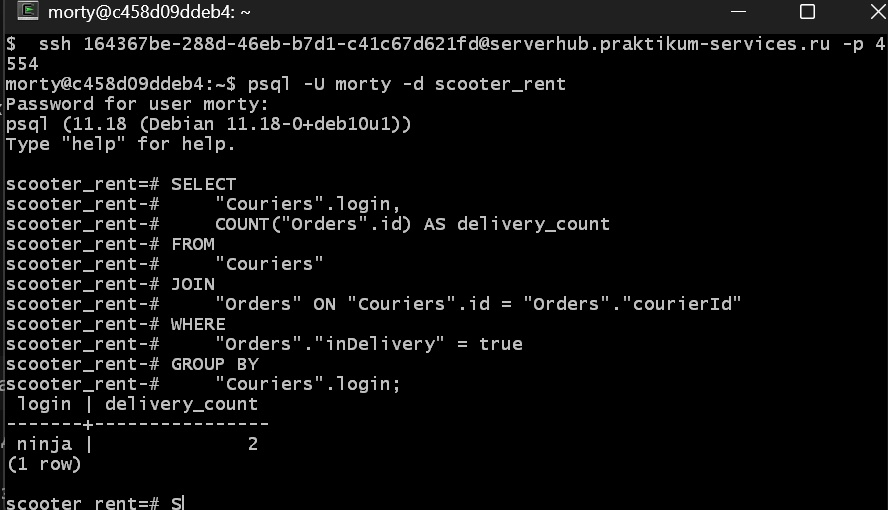 morty@c458d09ddeb4: ~
$  ssh 164367be-288d-46eb-b7d1-c41c67d621fd@serverhub.praktikum-services.ru -p 4
554
morty@c458d09ddeb4:~$ psql -U morty -d scooter_rent
Password for user morty:
psql (11.18 (Debian 11.18-0+deb10u1))
Type "help" for help.

scooter_rent=# SELECT
scooter_rent-#     "Couriers".login,
scooter_rent-#     COUNT("Orders".id) AS delivery_count
scooter_rent-# FROM
scooter_rent-#     "Couriers"
scooter_rent-# JOIN
scooter_rent-#     "Orders" ON "Couriers".id = "Orders"."courierId"
scooter_rent-# WHERE
scooter_rent-#     "Orders"."inDelivery" = true
scooter_rent-# GROUP BY
scooter_rent-#     "Couriers".login;
 login | delivery_count
-------+----------------
 ninja |              2
(1 row)

scooter_rent=# S